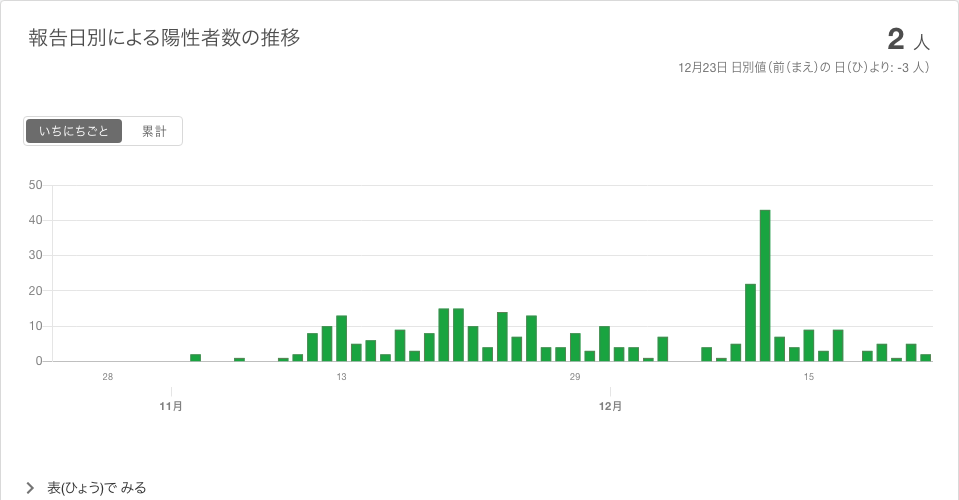 報告日別による陽性者数の推移
2 人
12月23日 日別値(前(まえ)の 日(ひ)より: -3 人)
いちにちごと 累計
50
40
30
20
10
0
28 13 29 15
11月 12月
表(ひょう)で みる